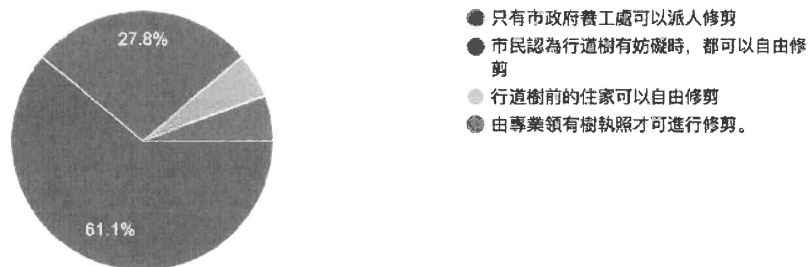 27.8%
61.1%
只有市政府養工處可以派人修剪
市民認為行道樹有妨礙時，都可以自由修
剪
行道樹前的住家可以自由修剪
由專業領有樹執照才可進行修剪。